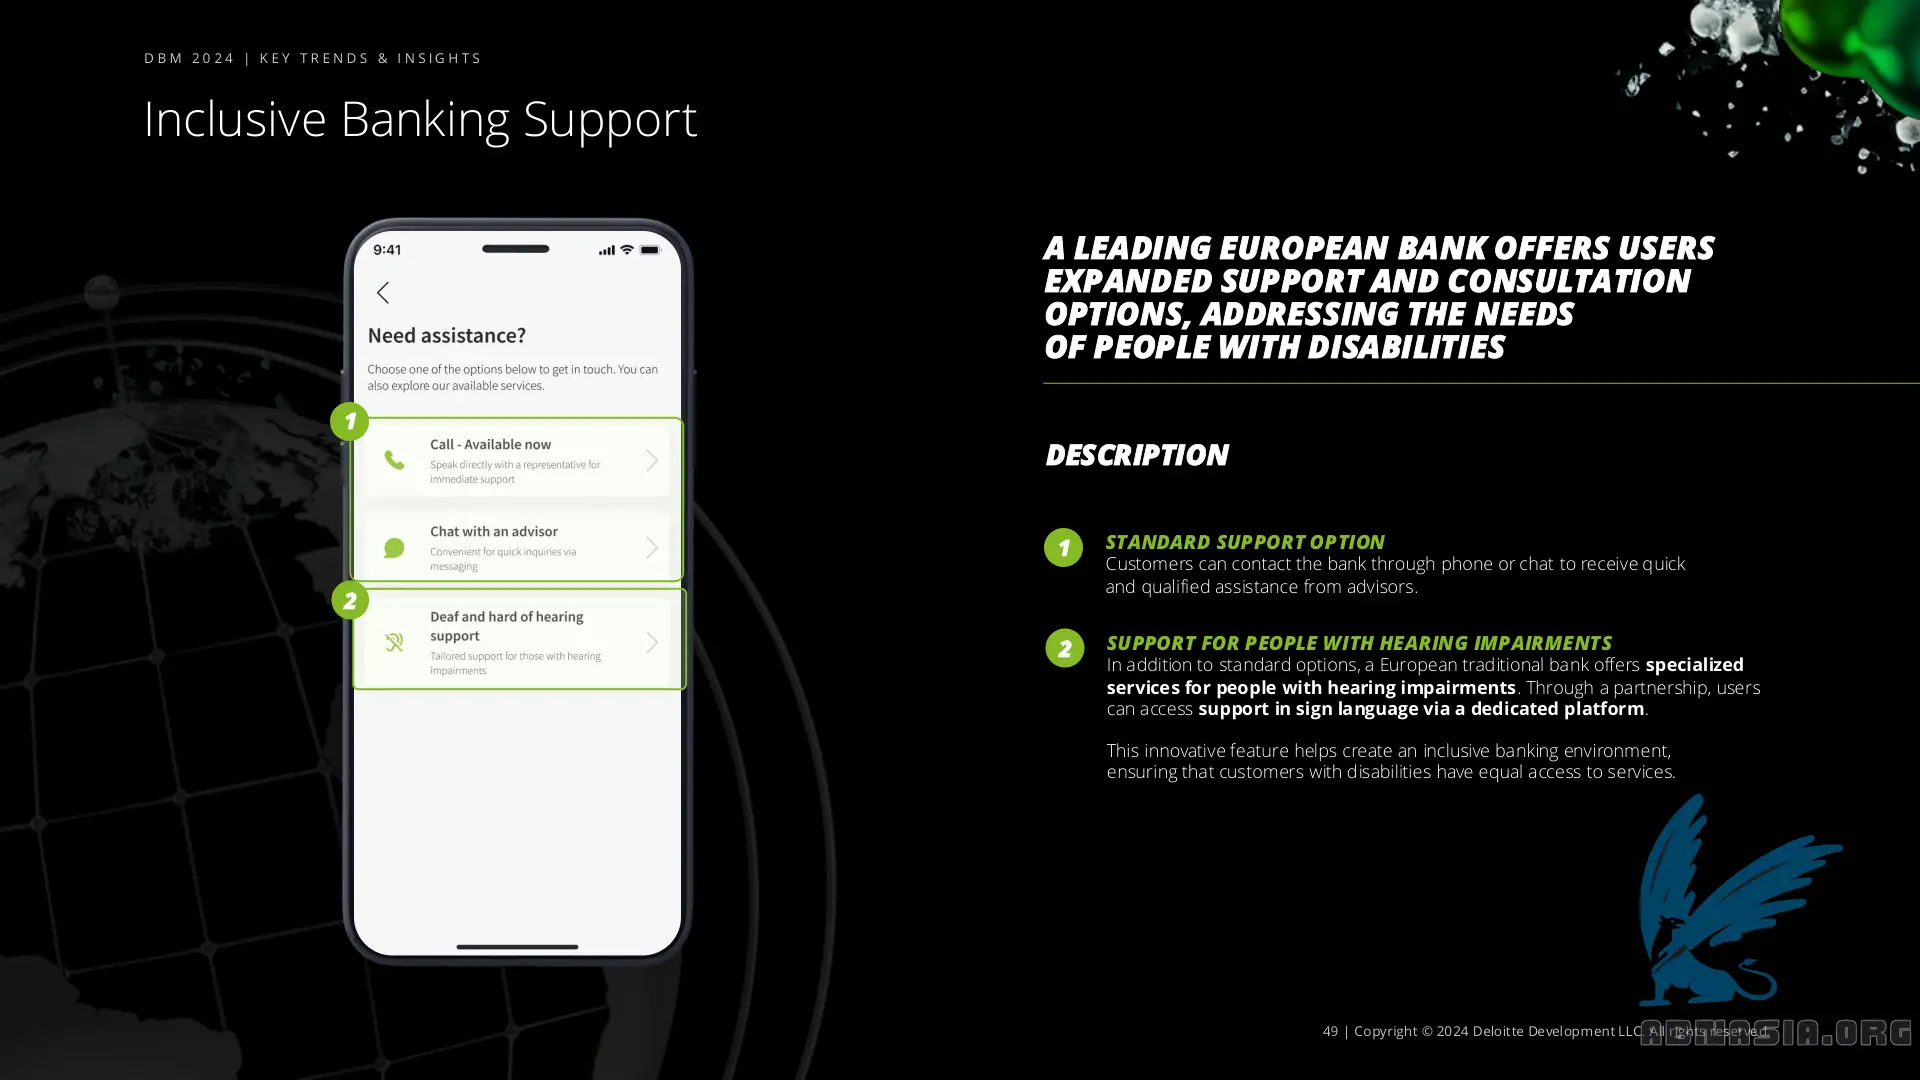 DBM 2024 | KEY TRENDS & INSIGHTS
Inclusive Banking Support
9:41
Need assistance?
Choose one of the options below to get in touch. You can
also explore our available services.
1
Call - Available now
Speak directly with a representative for
immediate support
Chat with an advisor
Convenient for quick inquiries via
messaging
2
Deaf and hard of hearing
support
Tailored support for those with hearing
impairments
A LEADING EUROPEAN BANK OFFERS USERS
EXPANDED SUPPORT AND CONSULTATION
OPTIONS, ADDRESSING THE NEEDS
OF PEOPLE WITH DISABILITIES
DESCRIPTION
1
STANDARD SUPPORT OPTION
Customers can contact the bank through phone or chat to receive quick
and qualified assistance from advisors.
2
SUPPORT FOR PEOPLE WITH HEARING IMPAIRMENTS
In addition to standard options, a European traditional bank offers specialized
services for people with hearing impairments. Through a partnership, users
can access support in sign language via a dedicated platform.
This innovative feature helps create an inclusive banking environment,
ensuring that customers with disabilities have equal access to services.
49 | Copyright © 2024 Deloitte Development LLC. All rights reserved.
ABNASIA.ORG